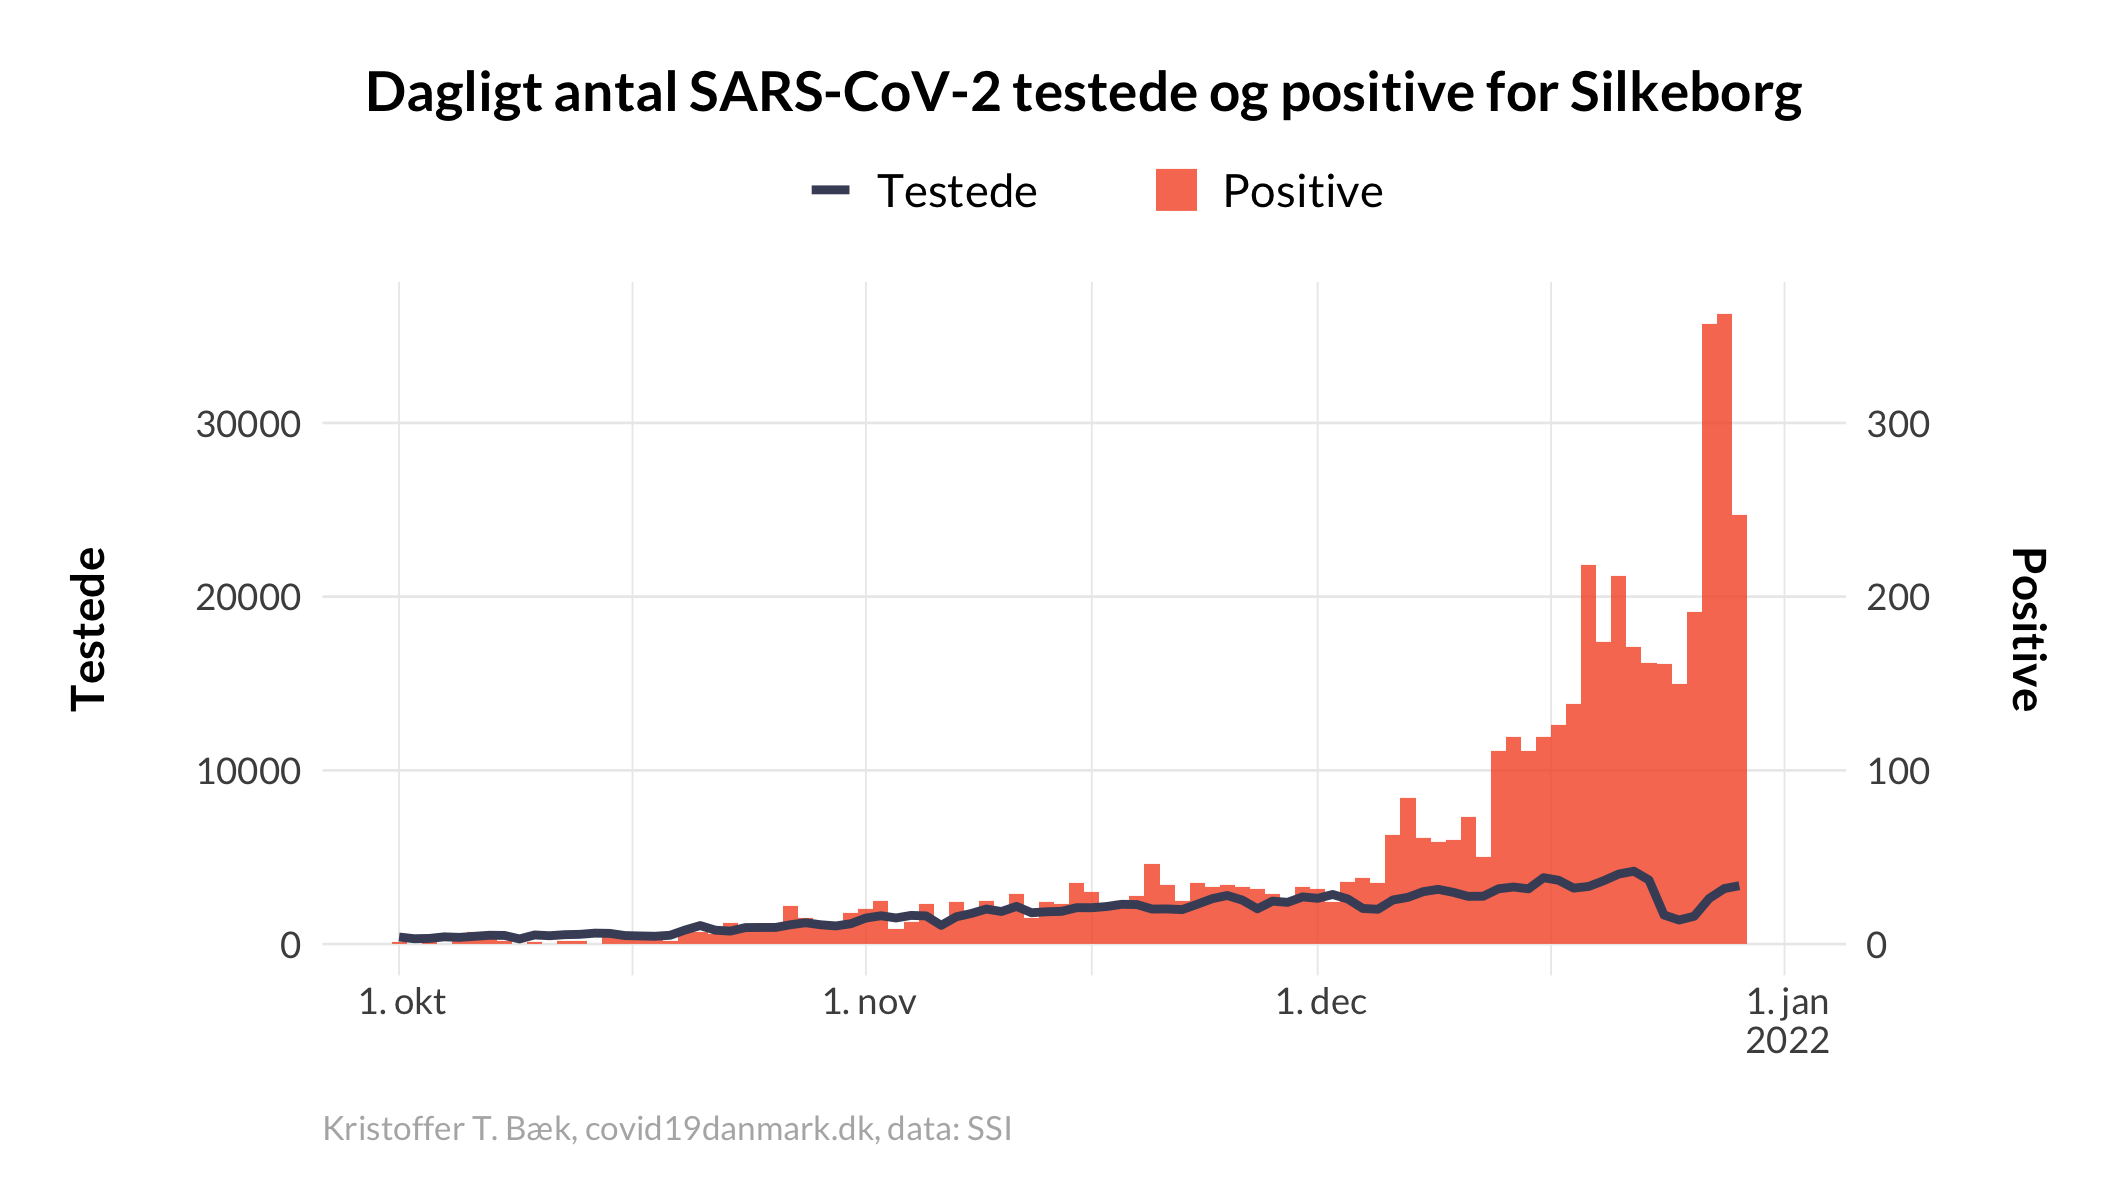 Dagligt antal SARS-CoV-2 testede og positive for Silkeborg
Testede
Positive
30000
20000
10000
0
300
200
100
0
Testede
Positive
1. okt
1. nov
1. dec
1. jan
2022
Kristoffer T. Bæk, covid19danmark.dk, data: SSI